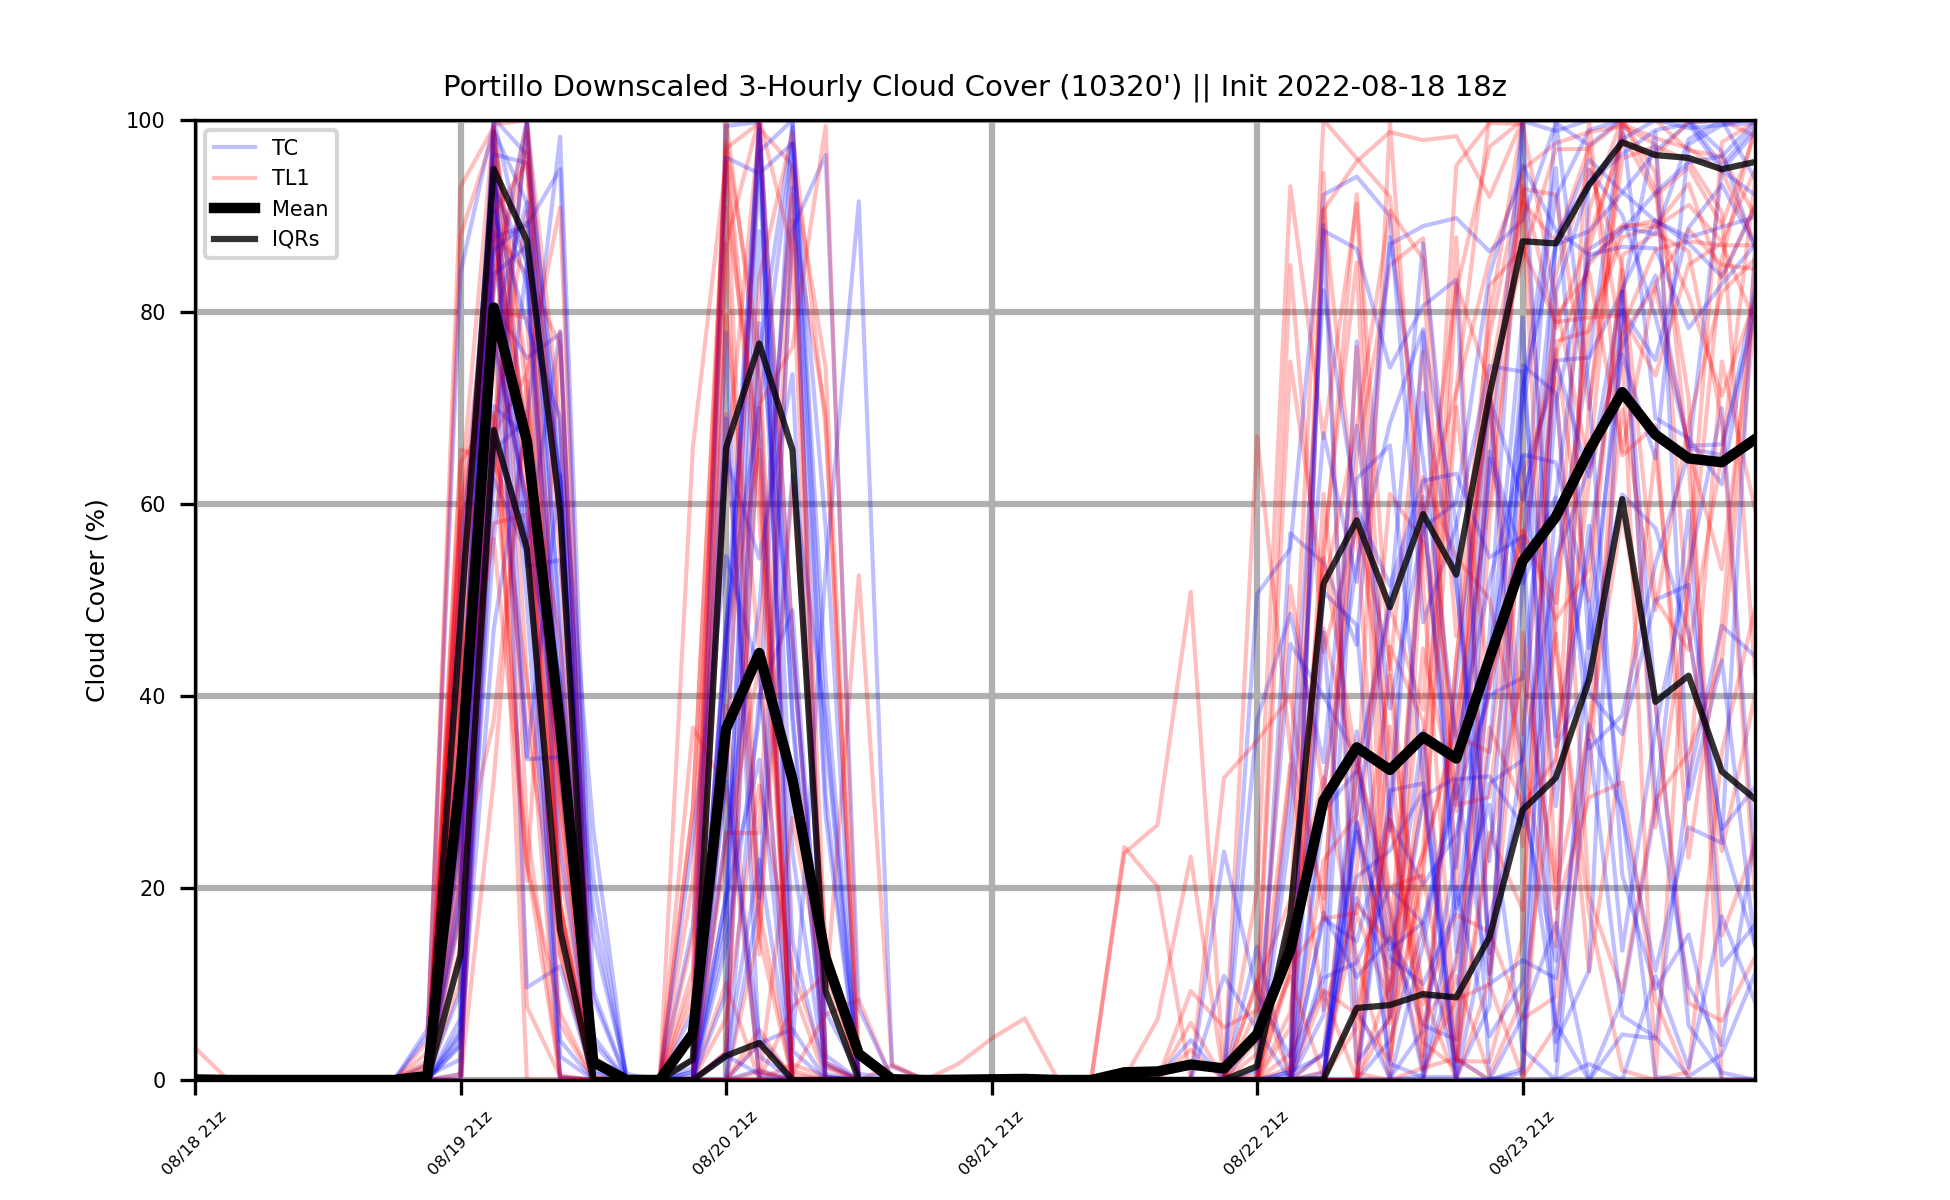 Portillo Downscaled 3-Hourly Cloud Cover (10320') || Init 2022-08-18 18z
100
80
60
40
20
0
Cloud Cover (%)
TC
TL1
Mean
IQRs
08/18 21z
08/19 21z
08/20 21z
08/21 21z
08/22 21z
08/23 21z